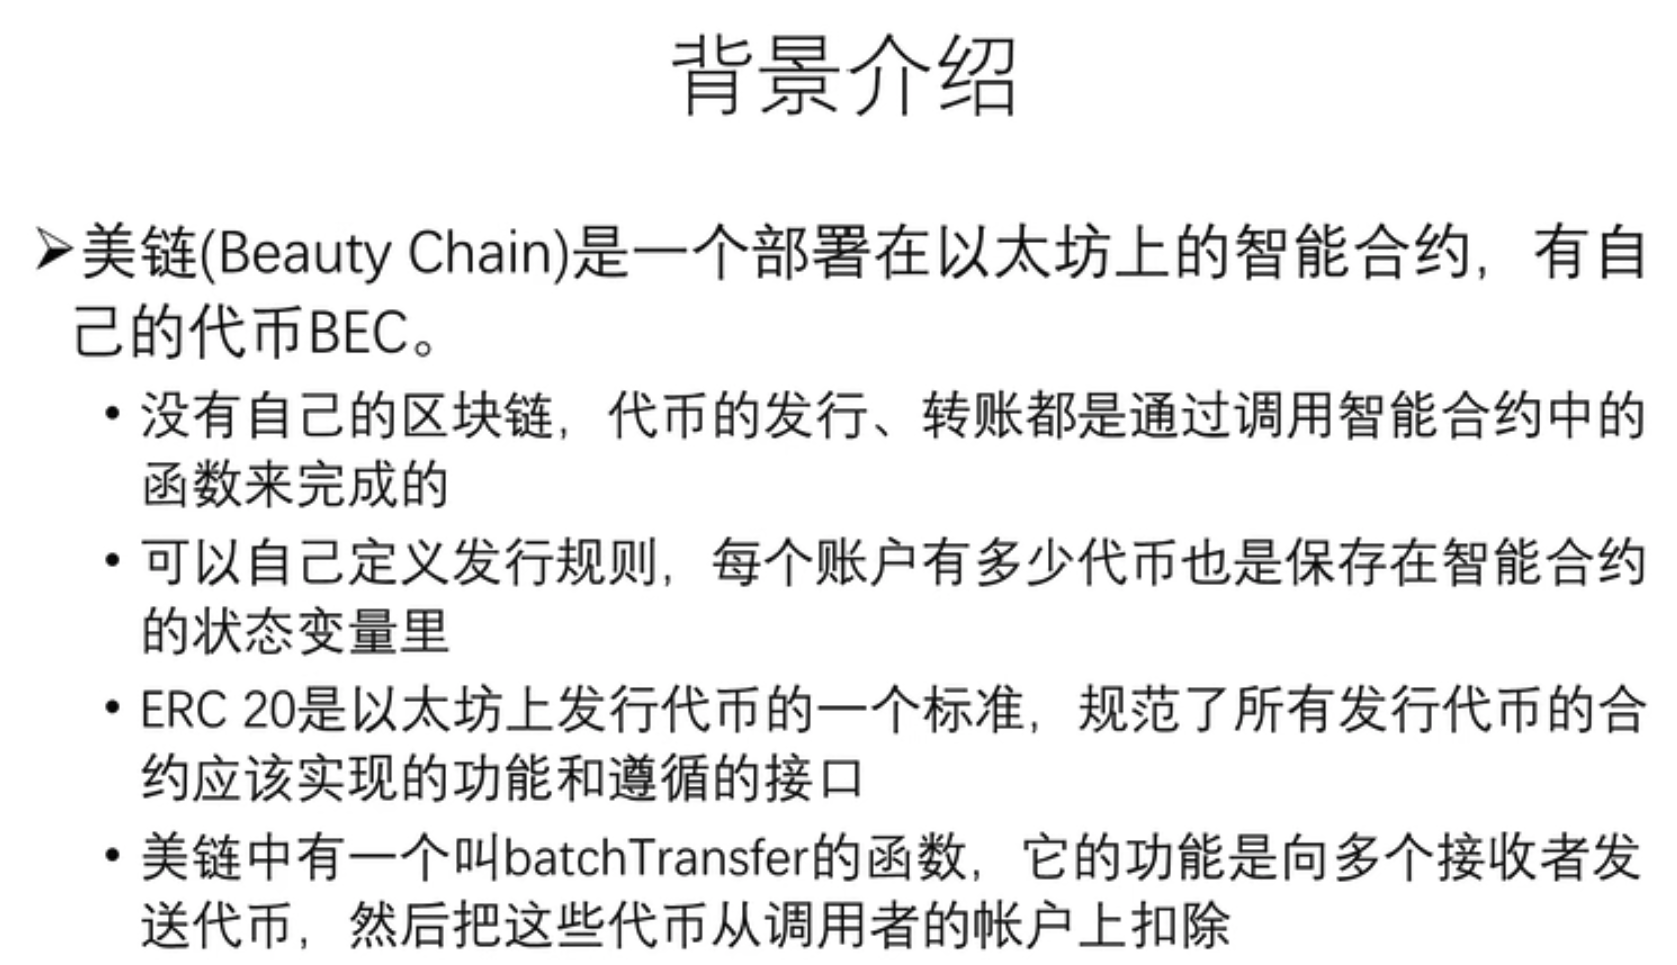 背景介绍
➢美链(Beauty Chain)是一个部署在以太坊上的智能合约，有自
己的代币BEC。
• 没有自己的区块链，代币的发行、转账都是通过调用智能合约中的
函数来完成的
• 可以自己定义发行规则，每个账户有多少代币也是保存在智能合约
的状态变量里
• ERC 20是以太坊上发行代币的一个标准，规范了所有发行代币的合
约应该实现的功能和遵循的接口
• 美链中有一个叫batchTransfer的函数，它的功能是向多个接收者发
送代币，然后把这些代币从调用者的帐户上扣除